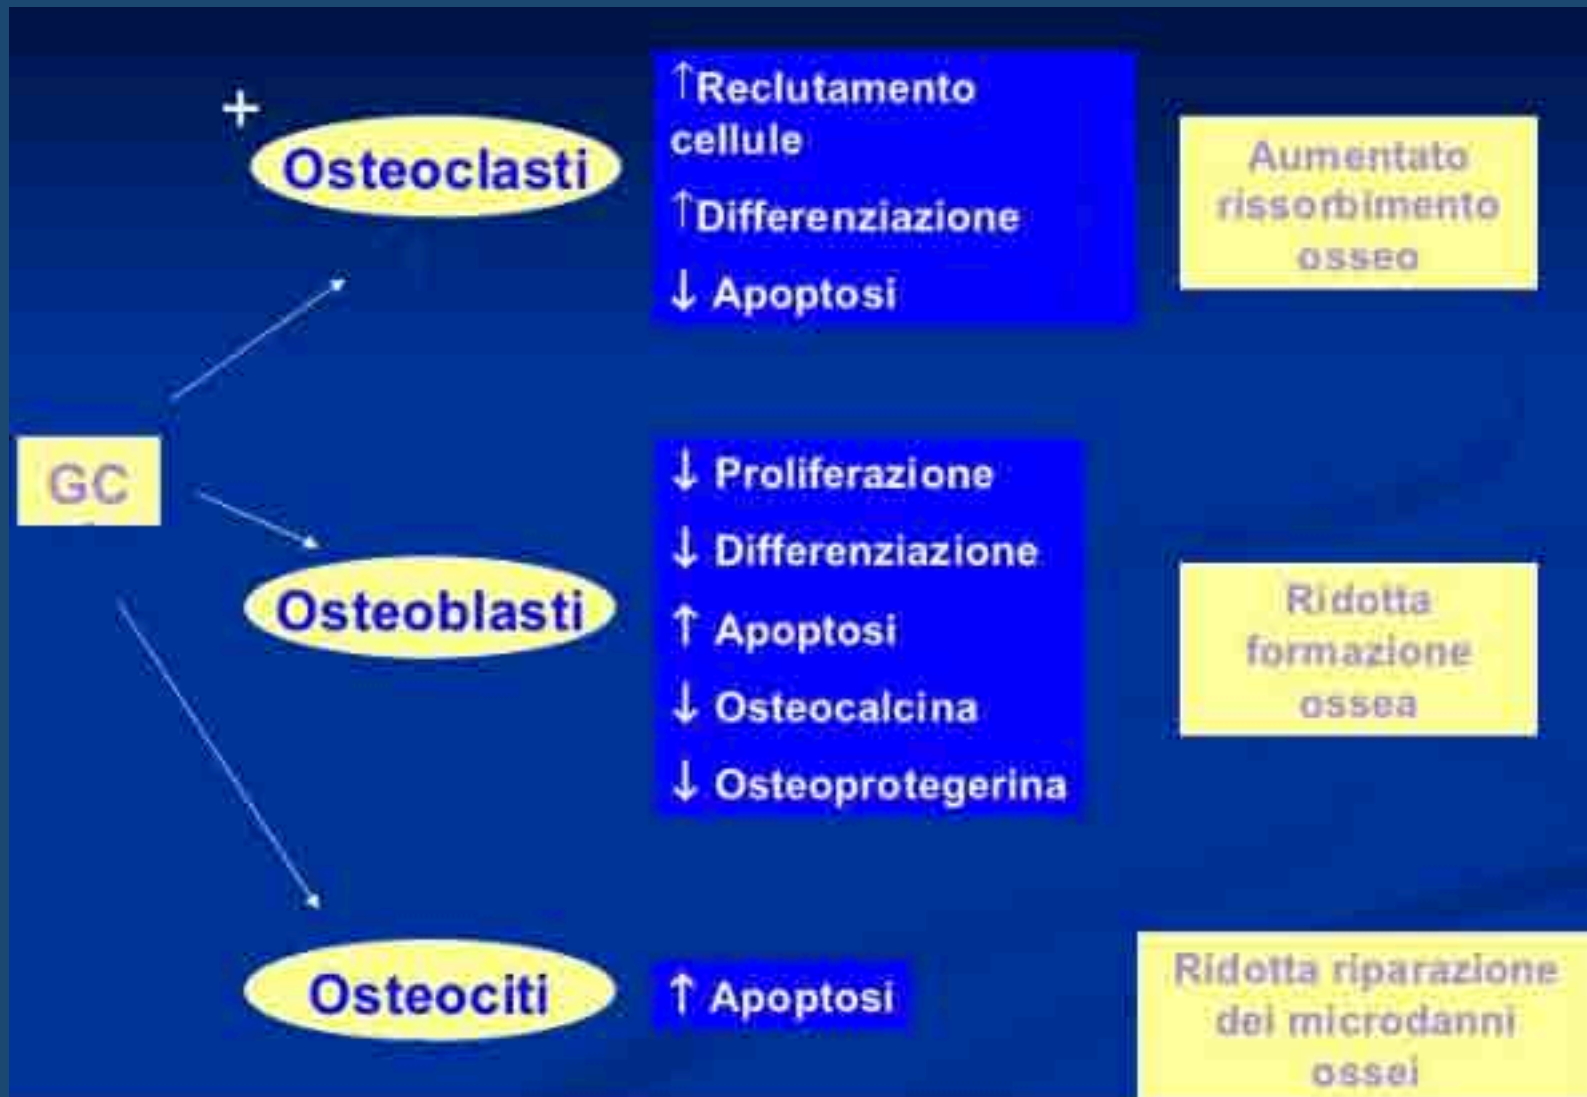 +
Osteoclasti
↑Reclutamento
cellule
↑Differenziazione
↓ Apoptosi
Aumentato
rissorbimento
osseo
GC
Osteoblasti
↓ Proliferazione
↓ Differenziazione
↑ Apoptosi
↓ Osteocalcina
↓ Osteoprotegerina
Ridotta
formazione
ossea
Osteociti
↑ Apoptosi
Ridotta riparazione
dei microdanni
ossei